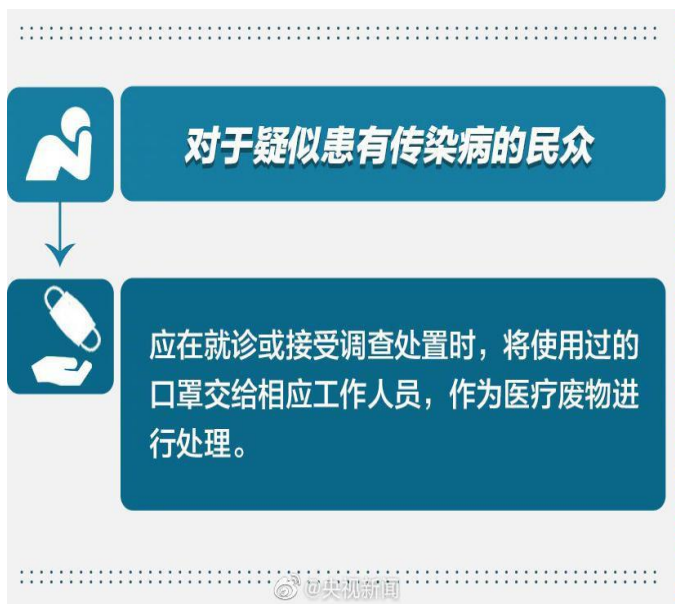 对于疑似患有传染病的民众
应在就诊或接受调查处置时，将使用过的
口罩交给相应工作人员，作为医疗废物进
行处理。
@央视新闻